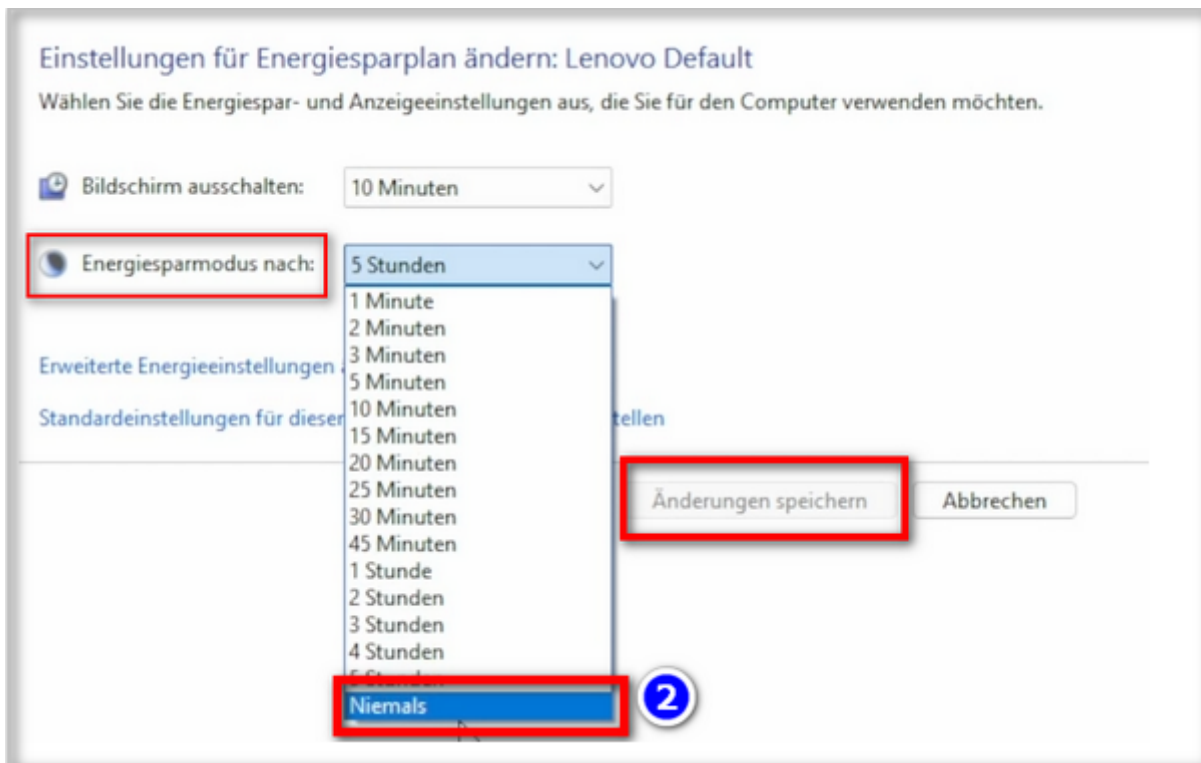 Einstellungen für Energiesparplan ändern: Lenovo Default
Wählen Sie die Energiespar- und Anzeigeeinstellungen aus, die Sie für den Computer verwenden möchten.
Bildschirm ausschalten: 10 Minuten
Energiesparmodus nach: 5 Stunden
1 Minute
2 Minuten
3 Minuten
Erweiterte Energieeinstellungen
5 Minuten
10 Minuten
Standardeinstellungen für dieser tellen
15 Minuten
20 Minuten
25 Minuten
Änderungen speichern Abbrechen
30 Minuten
45 Minuten
1 Stunde
2 Stunden
3 Stunden
4 Stunden
5 Stunden
Niemals 2